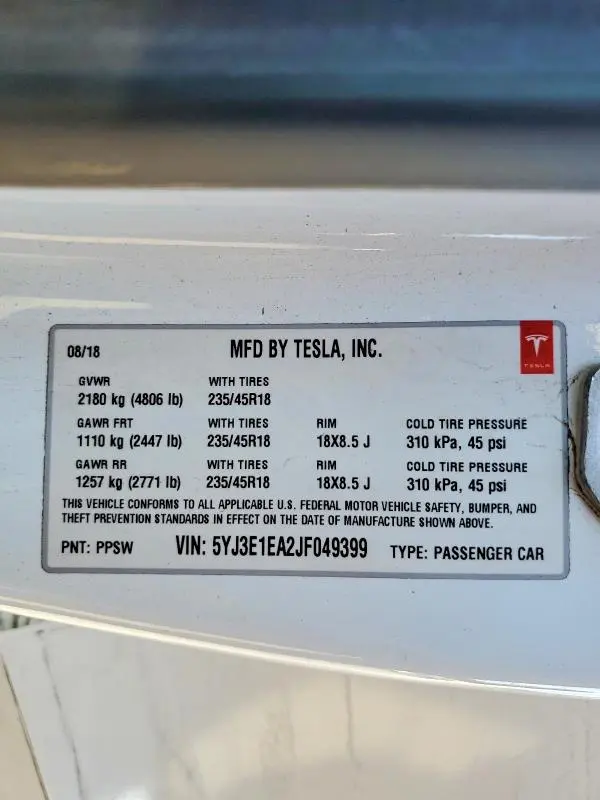 08/18 MFD BY TESLA, INC.
TESLA
GVWR WITH TIRES
2180 kg (4806 lb) 235/45R18
GAWR FRT WITH TIRES RIM COLD TIRE PRESSURE
1110 kg (2447 lb) 235/45R18 18X8.5 J 310 kPa, 45 psi
GAWR RR WITH TIRES RIM COLD TIRE PRESSURE
1257 kg (2771 lb) 235/45R18 18X8.5 J 310 kPa, 45 psi
THIS VEHICLE CONFORMS TO ALL APPLICABLE U.S. FEDERAL MOTOR VEHICLE SAFETY, BUMPER, AND
THEFT PREVENTION STANDARDS IN EFFECT ON THE DATE OF MANUFACTURE SHOWN ABOVE.
PNT: PPSW VIN: 5YJ3E1EA2JF049399 TYPE: PASSENGER CAR